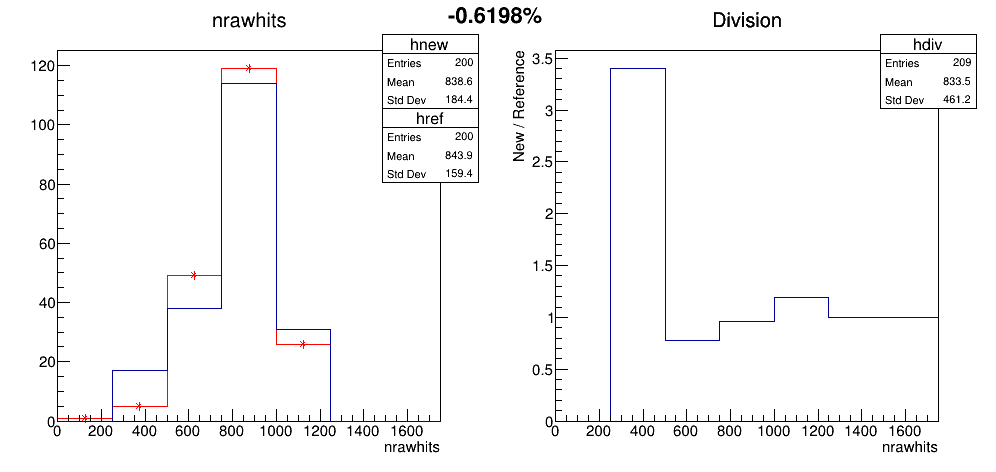 -0.6198%
nrawhits
hnew
Entries 200
Mean 838.6
Std Dev 184.4
href
Entries 200
Mean 843.9
Std Dev 159.4
120
100
80
60
40
20
0
0 200 400 600 800 1000 1200 1400 1600
nrawhits
Division
hdiv
Entries 209
Mean 833.5
Std Dev 461.2
New / Reference
3.5
3
2.5
2
1.5
1
0.5
0
0 200 400 600 800 1000 1200 1400 1600
nrawhits